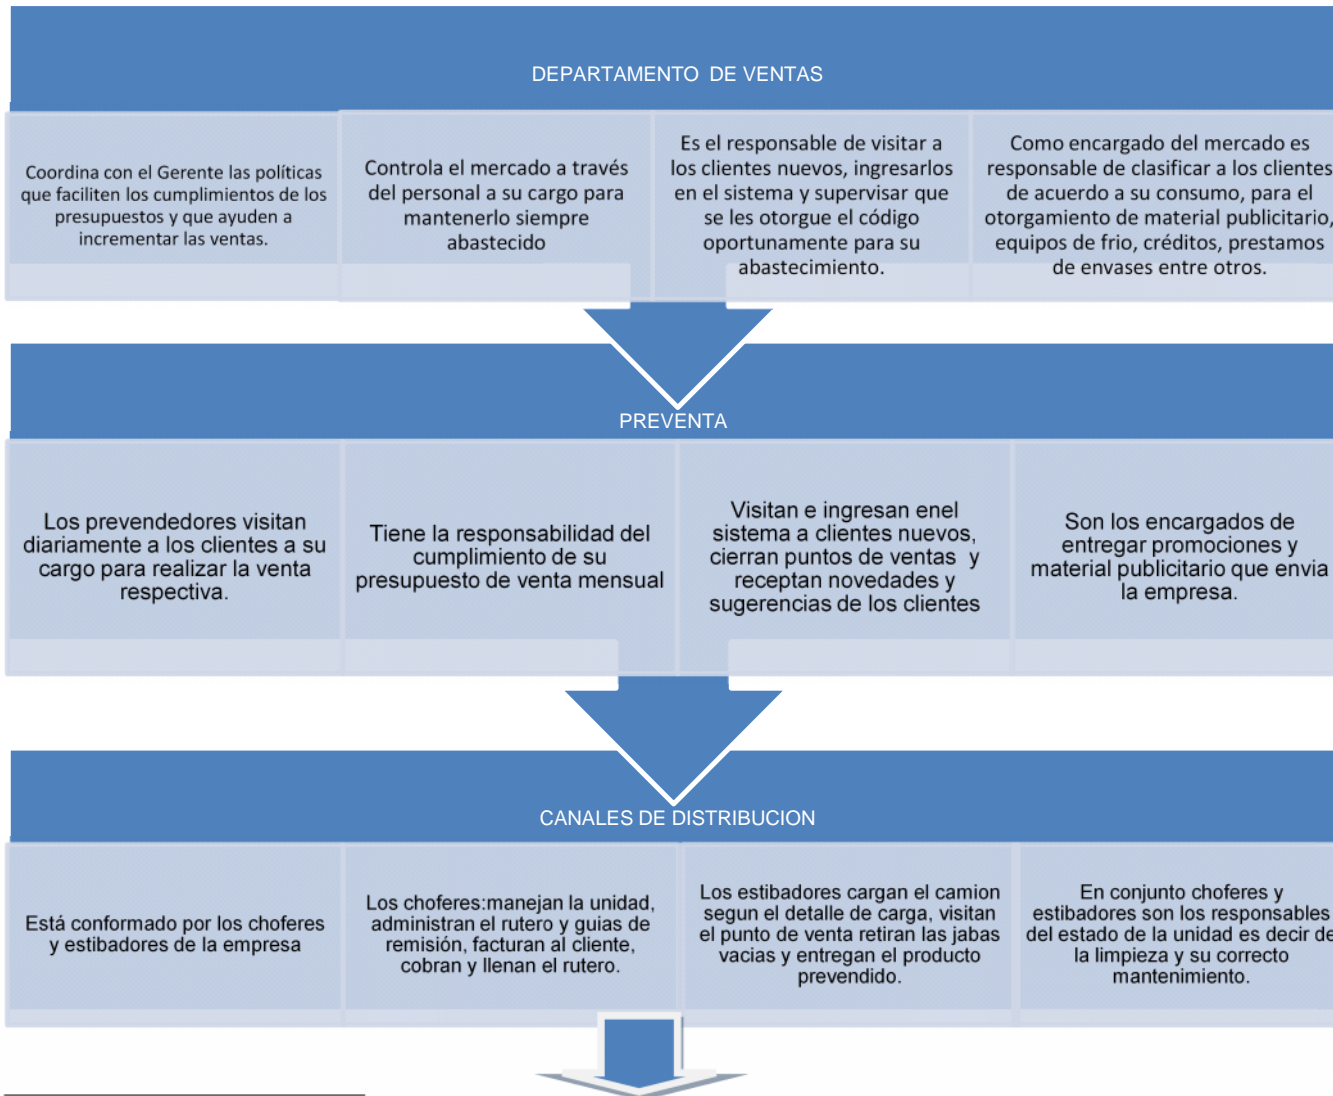 DEPARTAMENTO DE VENTAS
Coordina con el Gerente las políticas
que faciliten los cumplimientos de los
presupuestos y que ayuden a
incrementar las ventas.
Controla el mercado a través
del personal a su cargo para
mantenerlo siempre
abastecido
Es el responsable de visitar a
los clientes nuevos, ingresarlos
en el sistema y supervisar que
se les otorgue el código
oportunamente para su
abastecimiento.
Como encargado del mercado es
responsable de clasificar a los clientes
de acuerdo a su consumo, para el
otorgamiento de material publicitario,
equipos de frio, créditos, prestamos
de envases entre otros.
PREVENTA
Los prevendedores visitan
diariamente a los clientes a su
cargo para realizar la venta
respectiva.
Tiene la responsabilidad del
cumplimiento de su
presupuesto de venta mensual
Visitan e ingresan enel
sistema a clientes nuevos,
cierran puntos de ventas y
receptan novedades y
sugerencias de los clientes
Son los encargados de
entregar promociones y
material publicitario que envia
la empresa.
CANALES DE DISTRIBUCION
Está conformado por los choferes
y estibadores de la empresa
Los choferes:manejan la unidad,
administran el rutero y guias de
remisión, facturan al cliente,
cobran y llenan el rutero.
Los estibadores cargan el camion
segun el detalle de carga, visitan
el punto de venta retiran las jabas
vacias y entregan el producto
prevendido.
En conjunto choferes y
estibadores son los responsables
del estado de la unidad es decir de
la limpieza y su correcto
mantenimiento.